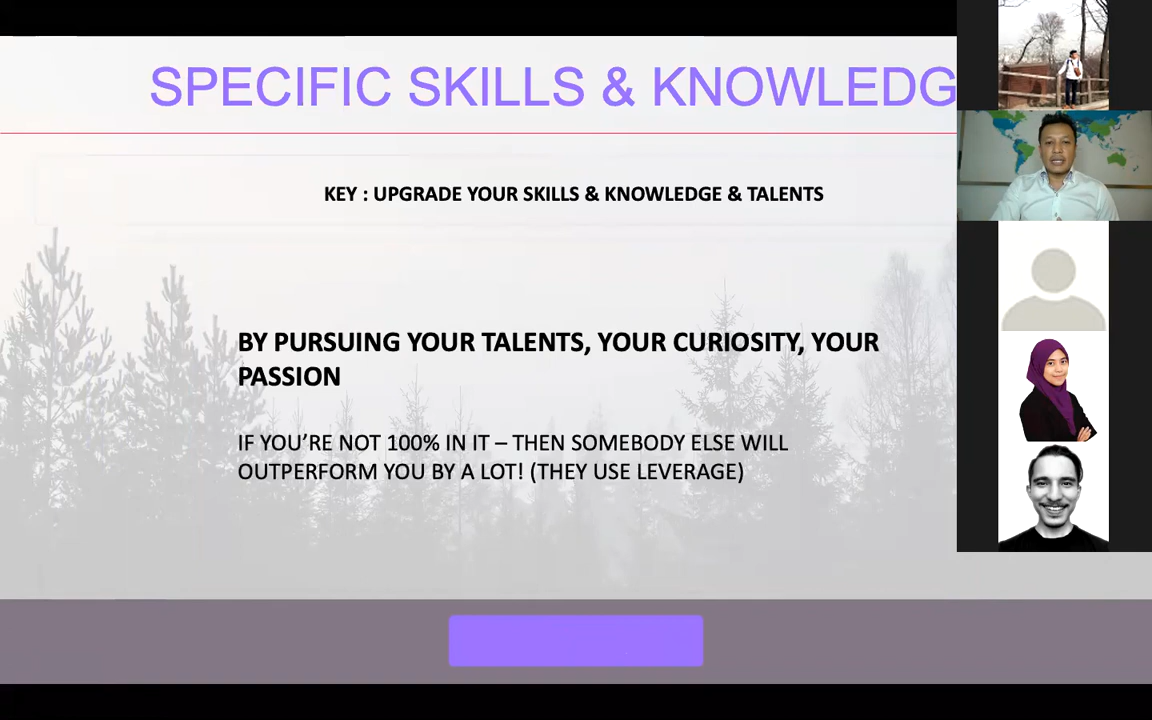 SPECIFIC SKILLS & KNOWLEDG
KEY : UPGRADE YOUR SKILLS & KNOWLEDGE & TALENTS
BY PURSUING YOUR TALENTS, YOUR CURIOSITY, YOUR
PASSION
IF YOU’RE NOT 100% IN IT – THEN SOMEBODY ELSE WILL
OUTPERFORM YOU BY A LOT! (THEY USE LEVERAGE)